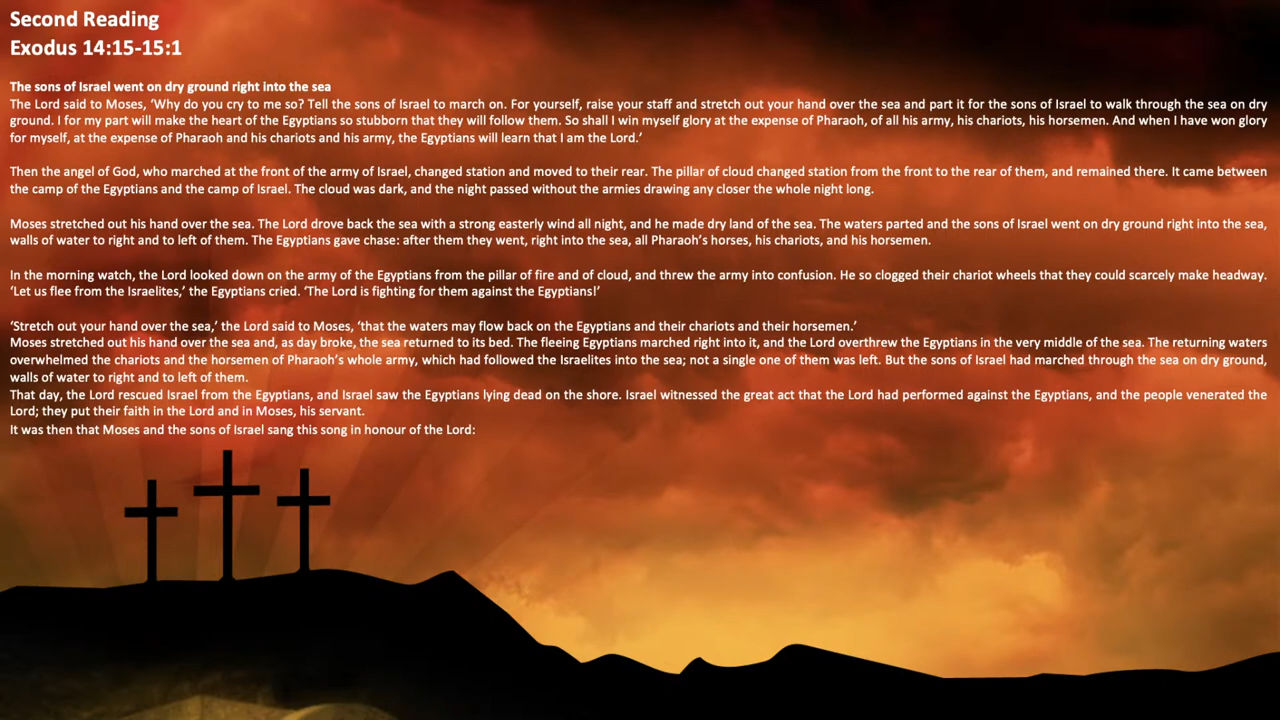 Second Reading
Exodus 14:15-15:1
The sons of Israel went on dry ground right into the sea
The Lord said to Moses, ‘Why do you cry to me so? Tell the sons of Israel to march on. For yourself, raise your staff and stretch out your hand over the sea and part it for the sons of Israel to walk through the sea on dry
ground. I for my part will make the heart of the Egyptians so stubborn that they will follow them. So shall I win myself glory at the expense of Pharaoh, of all his army, his chariots, his horsemen. And when I have won glory
for myself, at the expense of Pharaoh and his chariots and his army, the Egyptians will learn that I am the Lord.’
Then the angel of God, who marched at the front of the army of Israel, changed station and moved to their rear. The pillar of cloud changed station from the front to the rear of them, and remained there. It came between
the camp of the Egyptians and the camp of Israel. The cloud was dark, and the night passed without the armies drawing any closer the whole night long.
Moses stretched out his hand over the sea. The Lord drove back the sea with a strong easterly wind all night, and he made dry land of the sea. The waters parted and the sons of Israel went on dry ground right into the sea,
walls of water to right and to left of them. The Egyptians gave chase: after them they went, right into the sea, all Pharaoh’s horses, his chariots, and his horsemen.
In the morning watch, the Lord looked down on the army of the Egyptians from the pillar of fire and of cloud, and threw the army into confusion. He so clogged their chariot wheels that they could scarcely make headway.
‘Let us flee from the Israelites,’ the Egyptians cried. ‘The Lord is fighting for them against the Egyptians!’
‘Stretch out your hand over the sea,’ the Lord said to Moses, ‘that the waters may flow back on the Egyptians and their chariots and their horsemen.’
Moses stretched out his hand over the sea and, as day broke, the sea returned to its bed. The fleeing Egyptians marched right into it, and the Lord overthrew the Egyptians in the very middle of the sea. The returning waters
overwhelmed the chariots and the horsemen of Pharaoh’s whole army, which had followed the Israelites into the sea; not a single one of them was left. But the sons of Israel had marched through the sea on dry ground,
walls of water to right and to left of them.
That day, the Lord rescued Israel from the Egyptians, and Israel saw the Egyptians lying dead on the shore. Israel witnessed the great act that the Lord had performed against the Egyptians, and the people venerated the
Lord; they put their faith in the Lord and in Moses, his servant.
It was then that Moses and the sons of Israel sang this song in honour of the Lord: